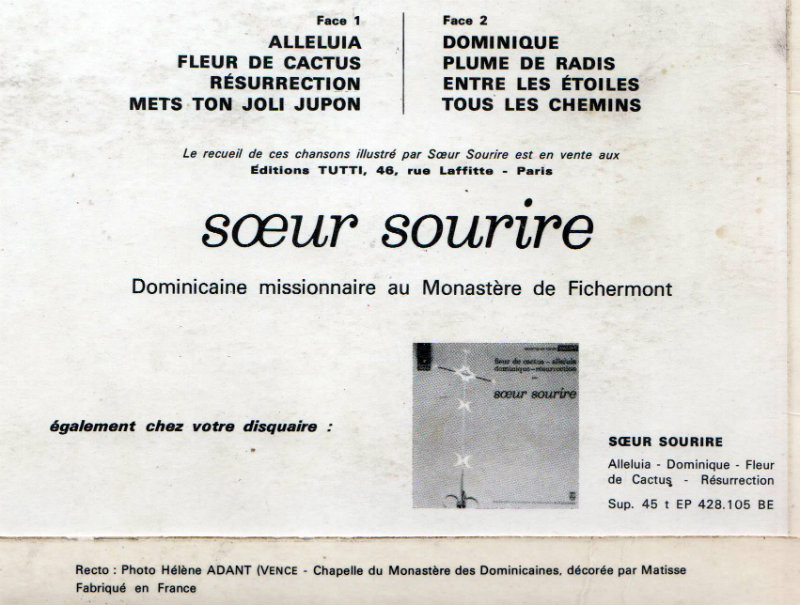 Face 1
ALLELUIA
FLEUR DE CACTUS
RÉSURRECTION
METS TON JOLI JUPON
Face 2
DOMINIQUE
PLUME DE RADIS
ENTRE LES ÉTOILES
TOUS LES CHEMINS
Le recueil de ces chansons illustré par Sœur Sourire est en vente aux
Éditions TUTTI, 46, rue Laffitte - Paris
sœur sourire
Dominicaine missionnaire au Monastère de Fichermont
fleur de cactus - alleluia
dominique - résurrection
sœur sourire
également chez votre disquaire :
SŒUR SOURIRE
Alleluia - Dominique - Fleur
de Cactus - Résurrection
Sup. 45 t EP 428.105 BE
Recto : Photo Hélène ADANT (VENCE - Chapelle du Monastère des Dominicaines, décorée par Matisse
Fabriqué en France